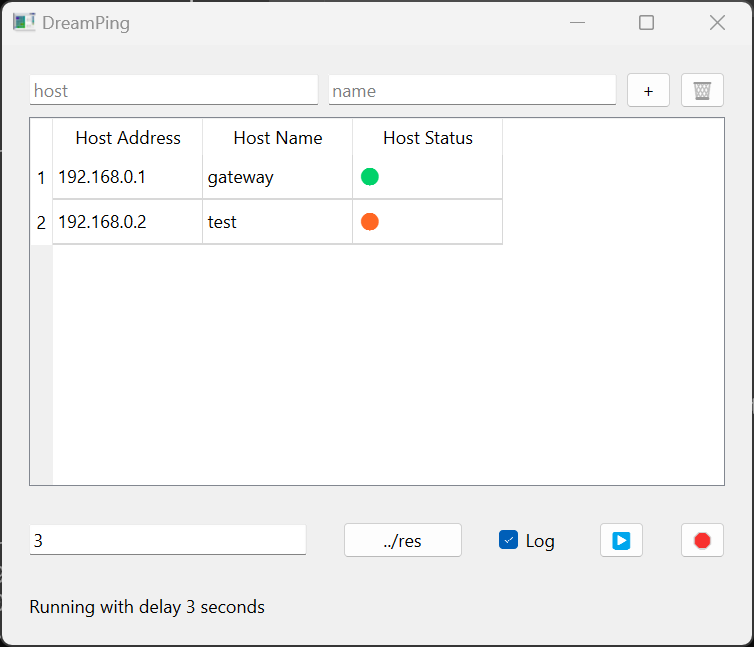 DreamPing
host name +
Host Address Host Name Host Status
1 192.168.0.1 gateway
2 192.168.0.2 test
3 ../res Log
Running with delay 3 seconds